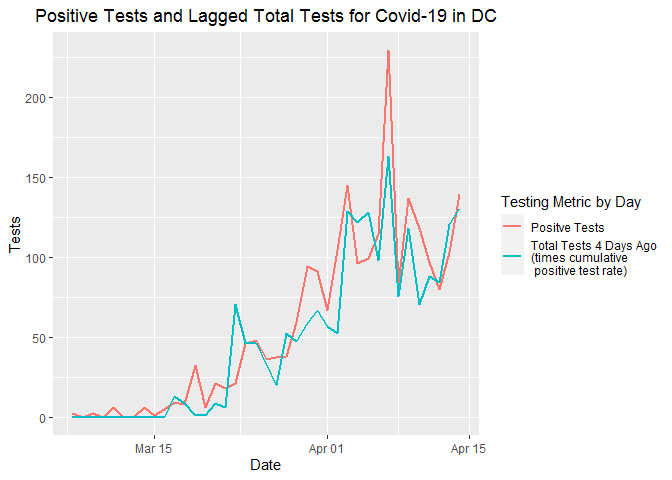 Positive Tests and Lagged Total Tests for Covid-19 in DC
Tests
200
150
100
50
0
Mar 15
Apr 01
Apr 15
Date
Testing Metric by Day
Positve Tests
Total Tests 4 Days Ago
(times cumulative
positive test rate)